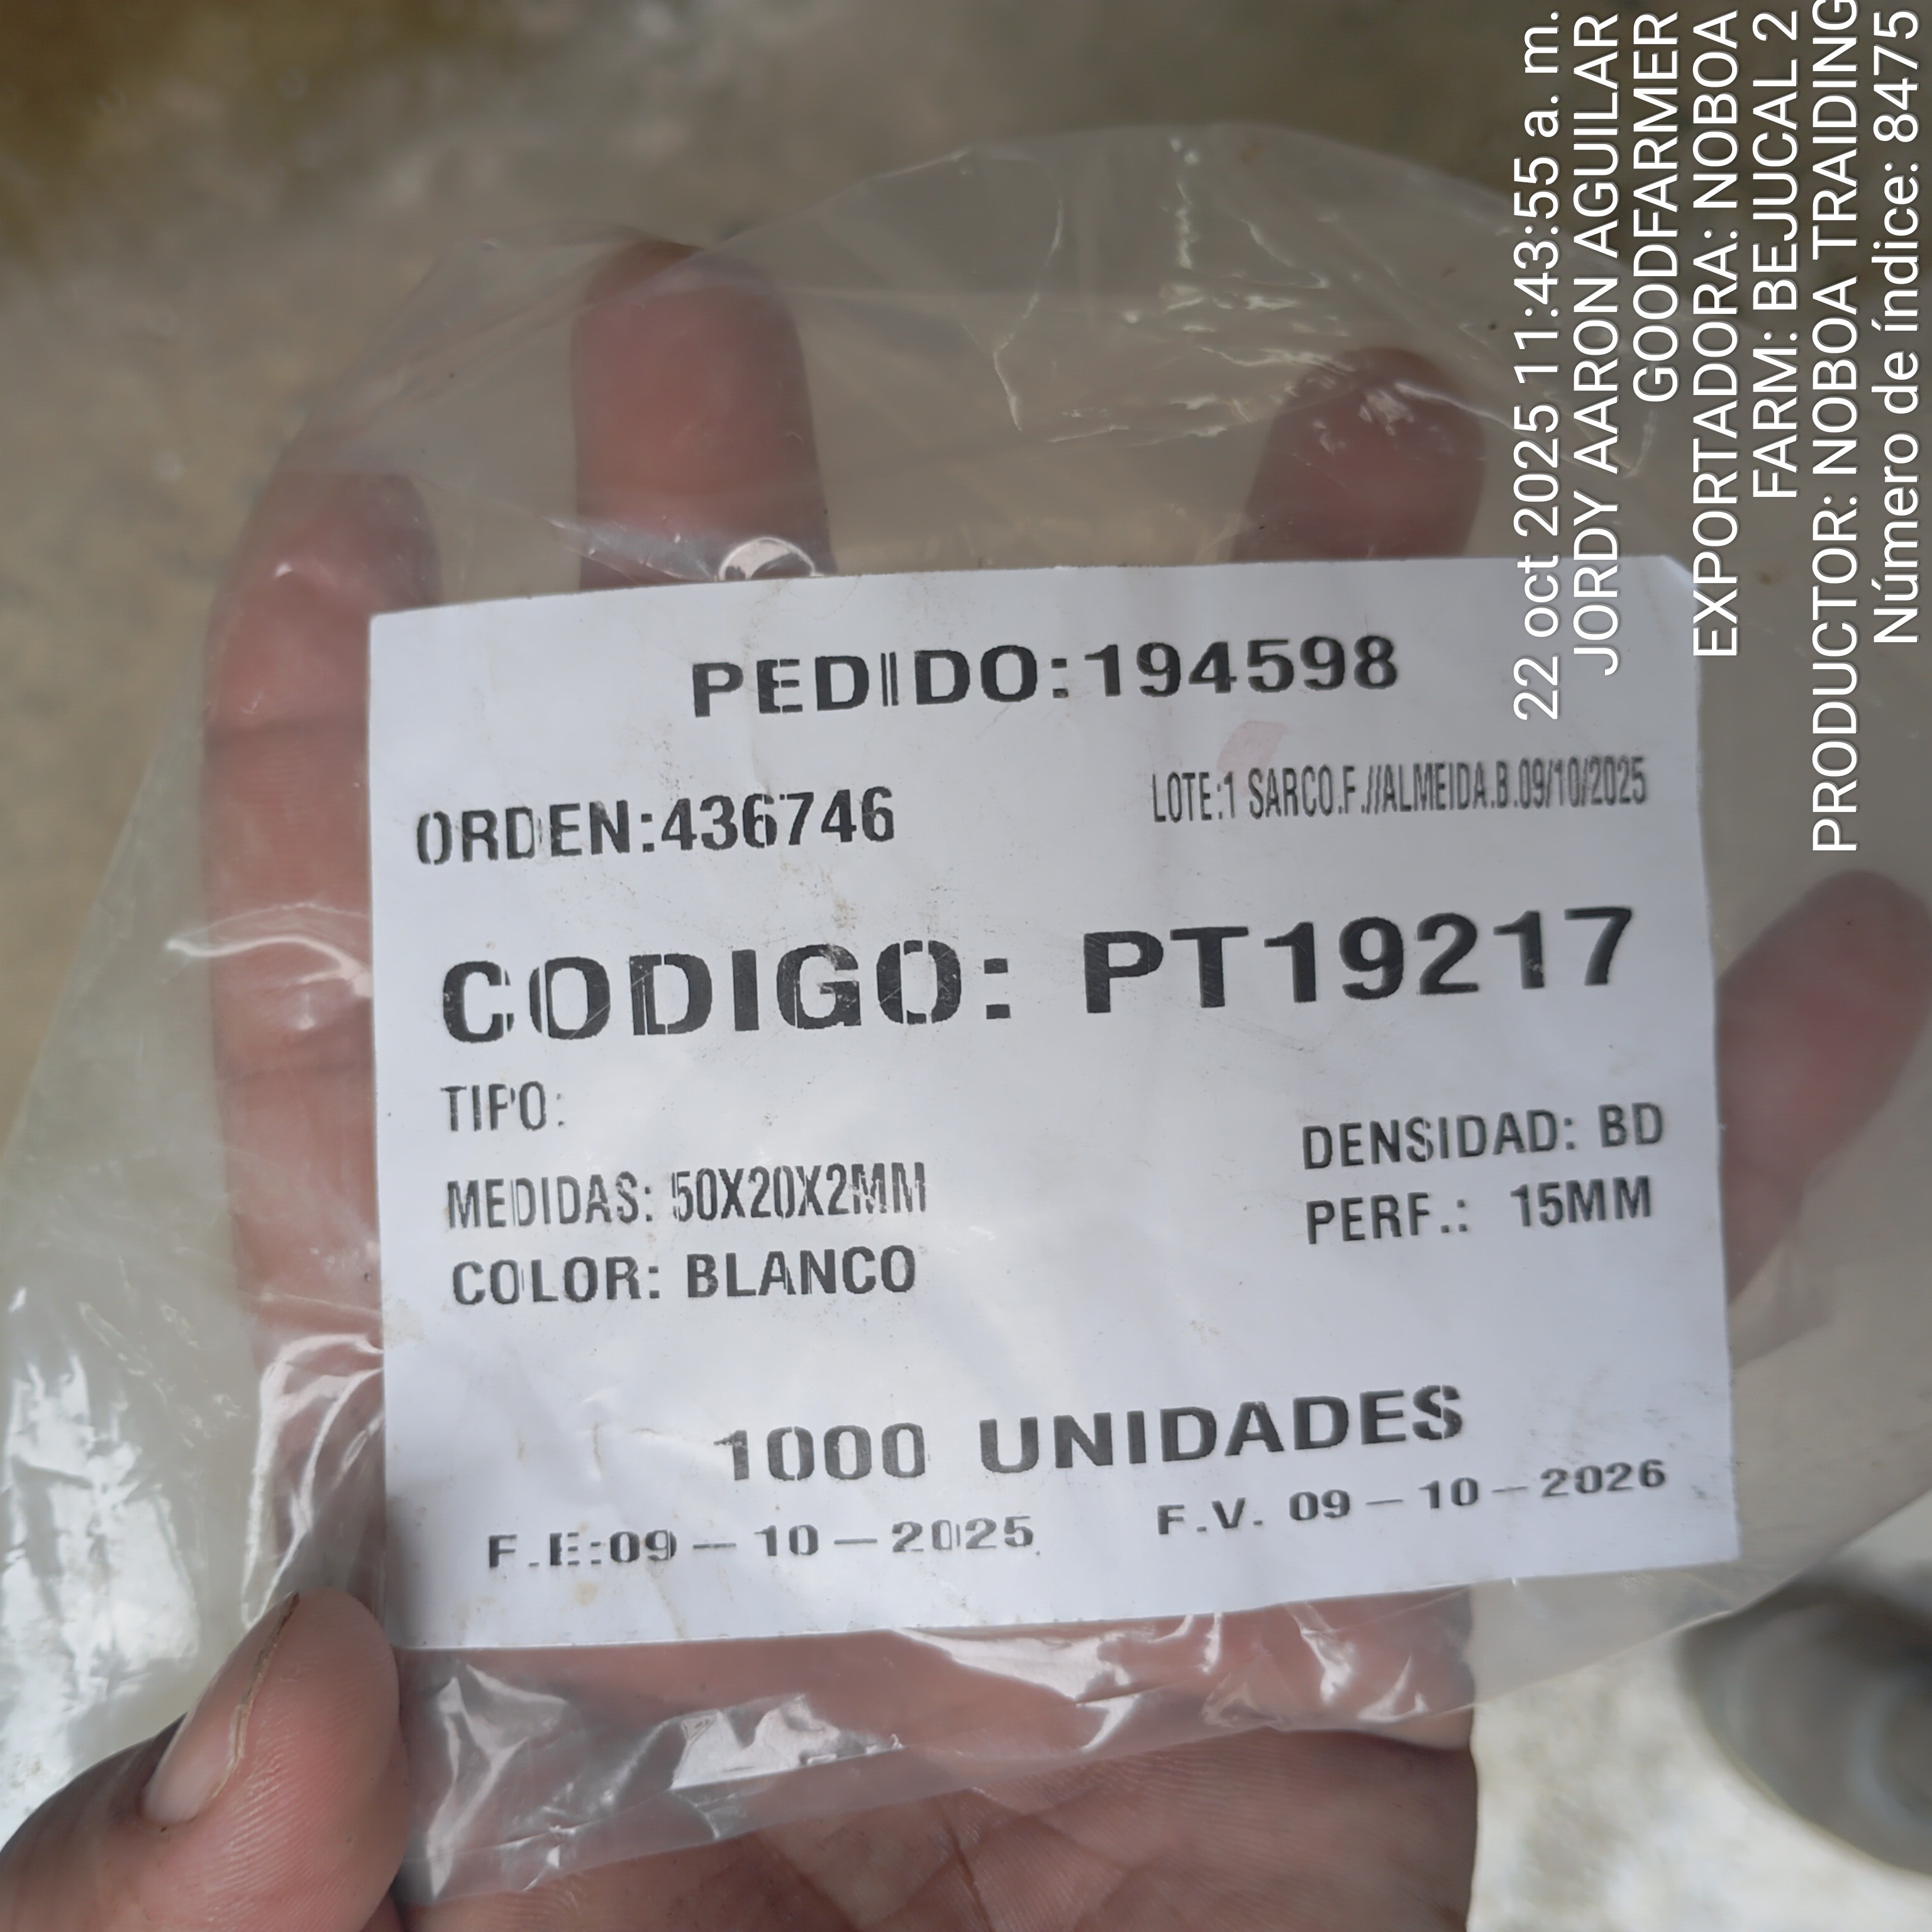 PEDIDO:194598
ORDEN:436746
LOTE:1 SARCO.F.//ALMEIDA.B.09/10/2025
CODIGO: PT19217
TIPO:
DENSIDAD: BD
MEDIDAS: 50X20X2MM
PERF.: 15MM
COLOR: BLANCO
1000 UNIDADES
F.E:09-10-2025
F.V. 09-10-2026
22 oct 2025 11:43:55 a. m.
JORDY AARON AGUILAR
GOODFARMER
EXPORTADORA: NOBOA
FARM: BEJUCAL 2
PRODUCTOR: NOBOA TRAIDING
Número de índice: 8475